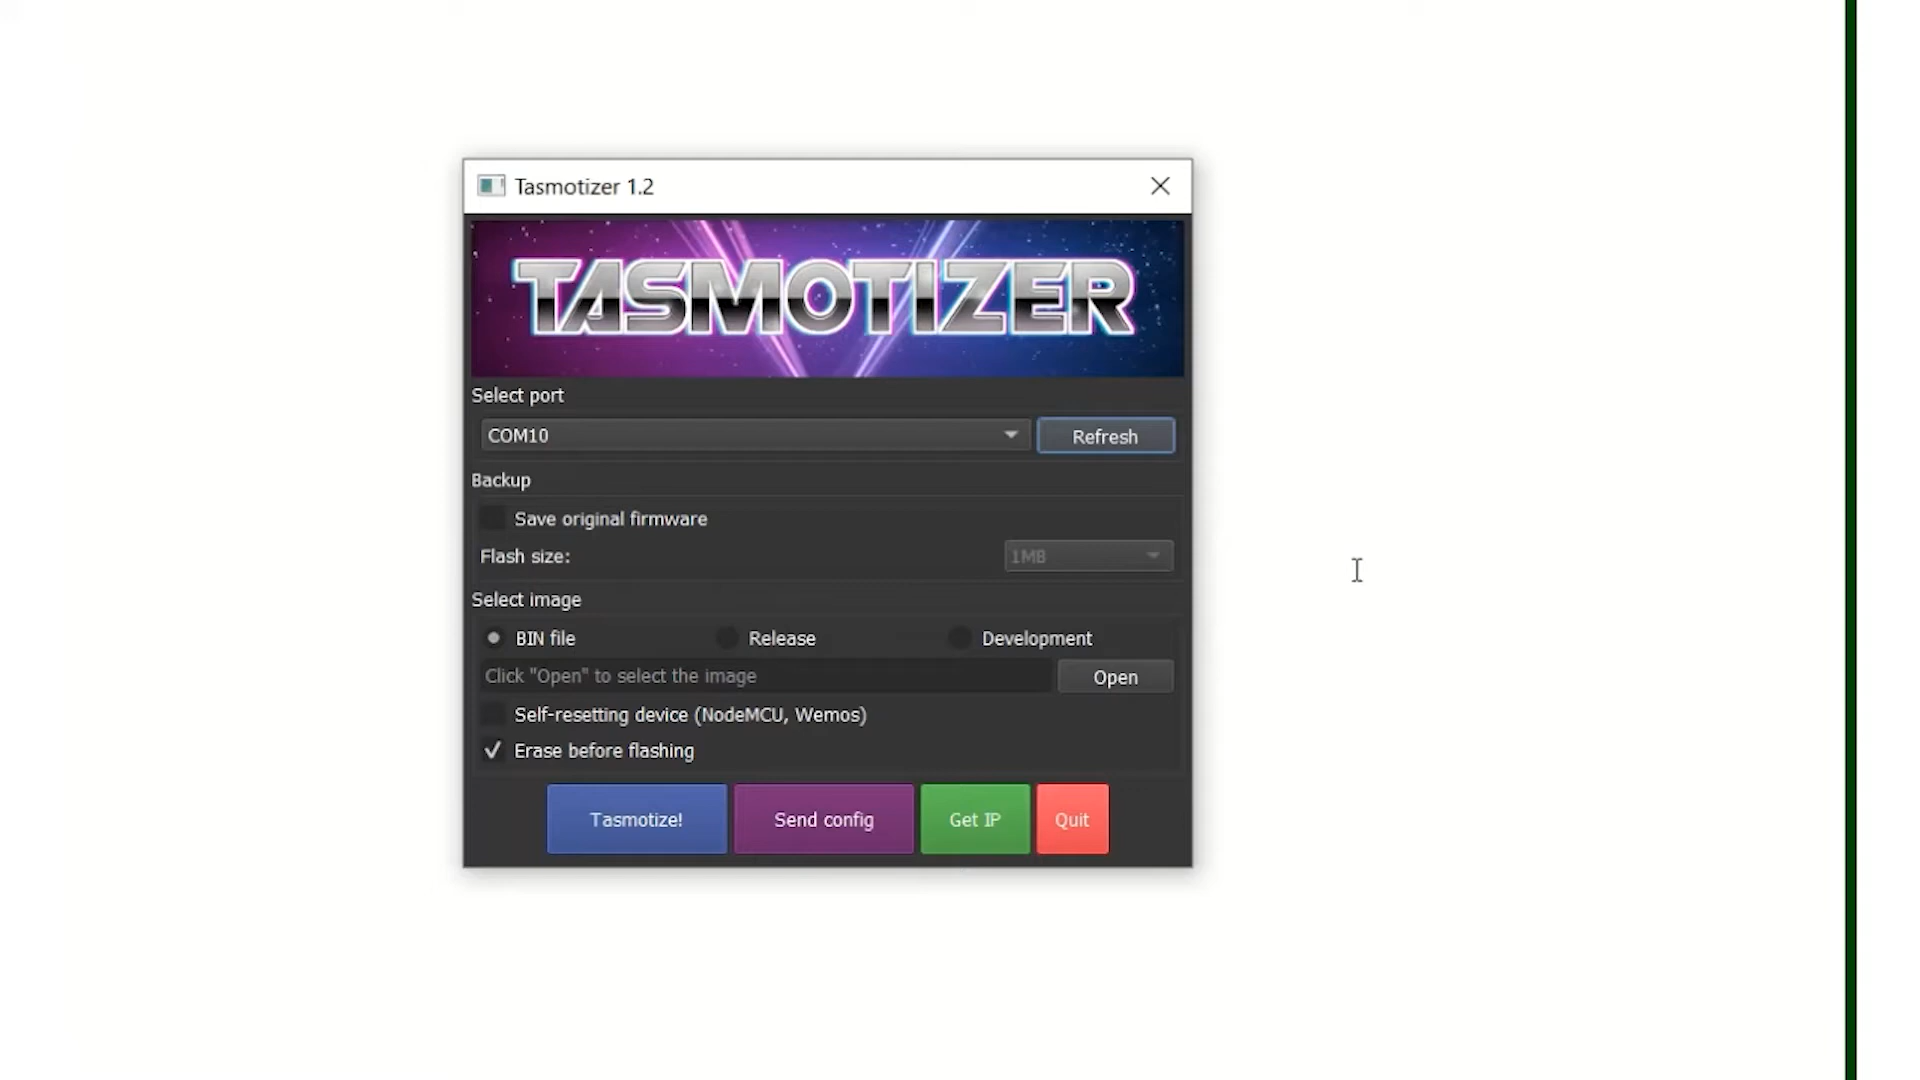 Tasmotizer 1.2
TASMOTIZER
Select port
COM10
Refresh
Backup
Save original firmware
Flash size:
1MB
Select image
BIN file
Release
Development
Click "Open" to select the image
Open
Self-resetting device (NodeMCU, Wemos)
Erase before flashing
Tasmotize!
Send config
Get IP
Quit